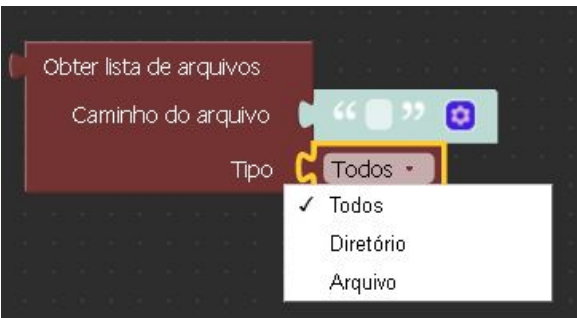 Obter lista de arquivos
Caminho do arquivo “ ”
Tipo Todos
✓ Todos
Diretório
Arquivo